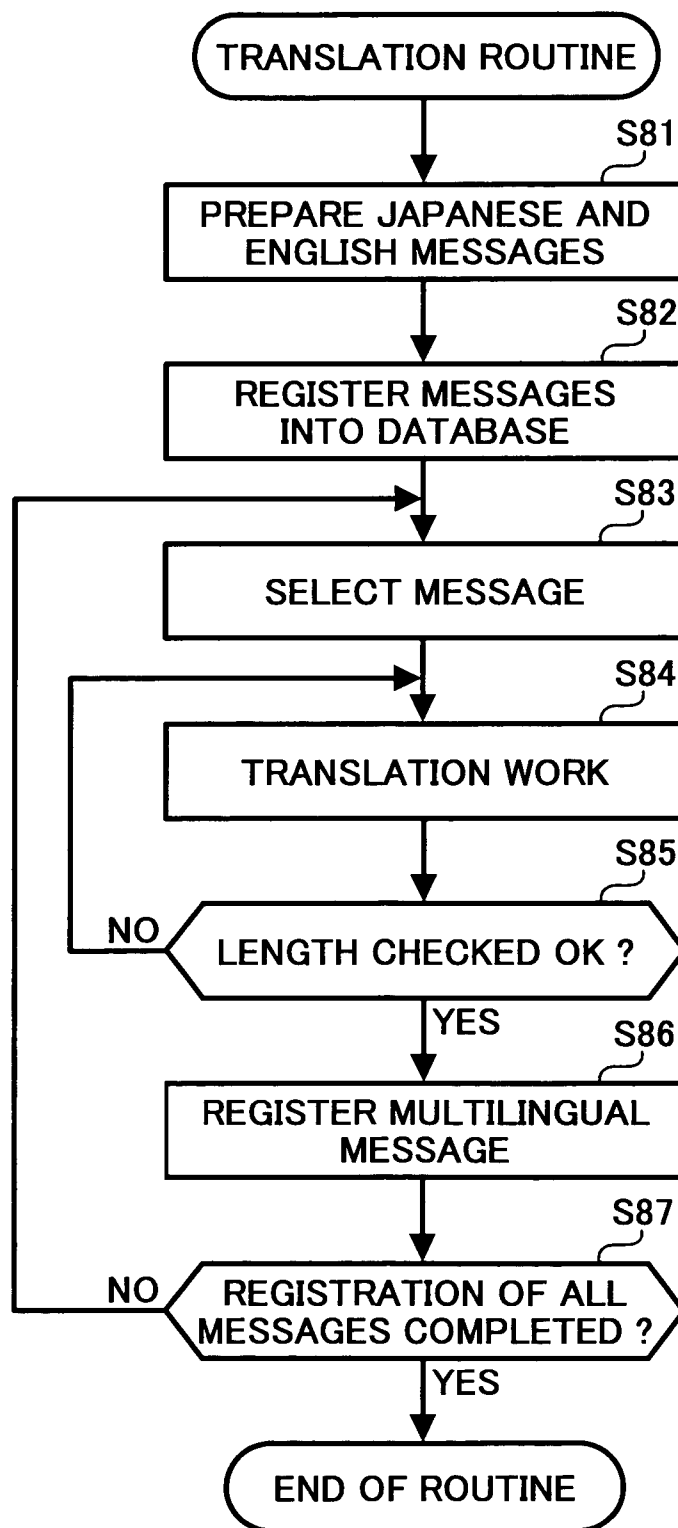 TRANSLATION ROUTINE
S81
PREPARE JAPANESE AND
ENGLISH MESSAGES
S82
REGISTER MESSAGES
INTO DATABASE
S83
SELECT MESSAGE
S84
TRANSLATION WORK
S85
NO
LENGTH CHECKED OK ?
YES
S86
REGISTER MULTILINGUAL
MESSAGE
S87
NO
REGISTRATION OF ALL
MESSAGES COMPLETED ?
YES
END OF ROUTINE